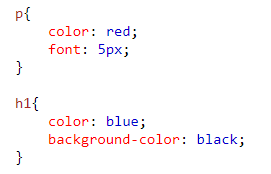 p{
    color: red;
    font: 5px;
}

h1{
    color: blue;
    background-color: black;
}